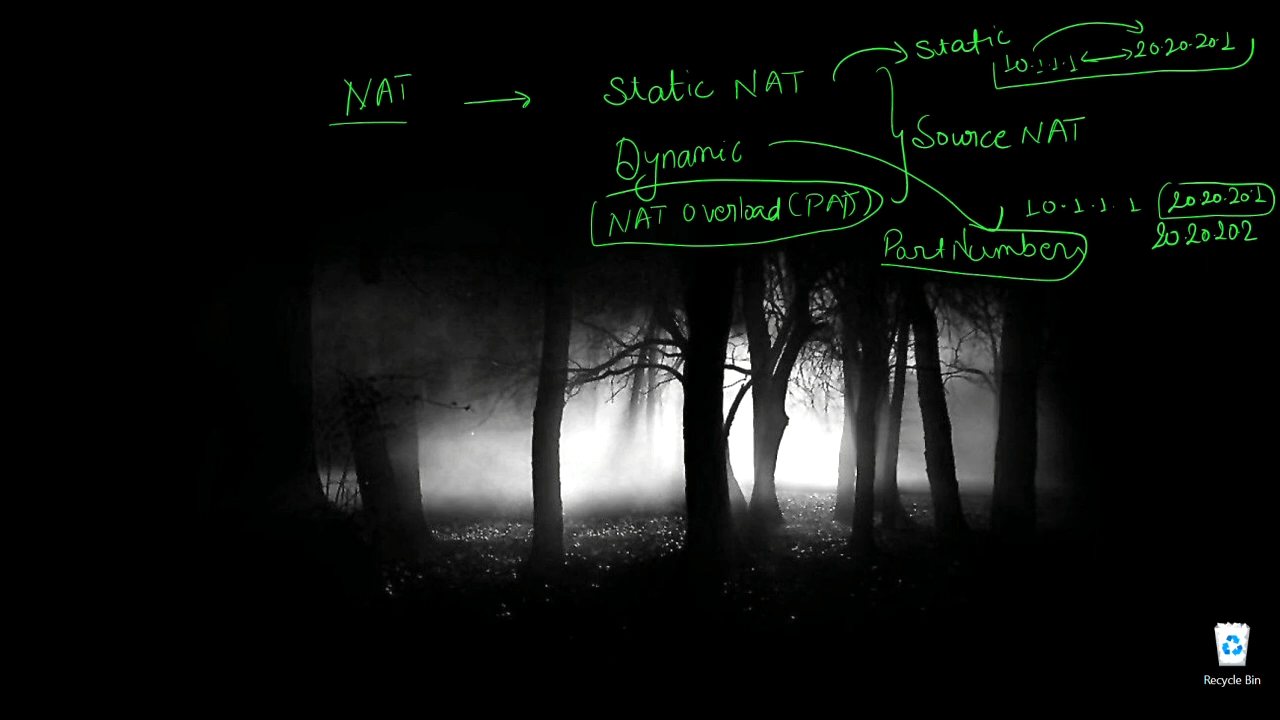 Static
10.1.1.1 20.20.20.1
NAT
Static NAT
Source NAT
Dynamic
NAT Overload (PAT)
10.1.1.1 20.20.20.1
20.20.20.2
Port Numbers
Recycle Bin